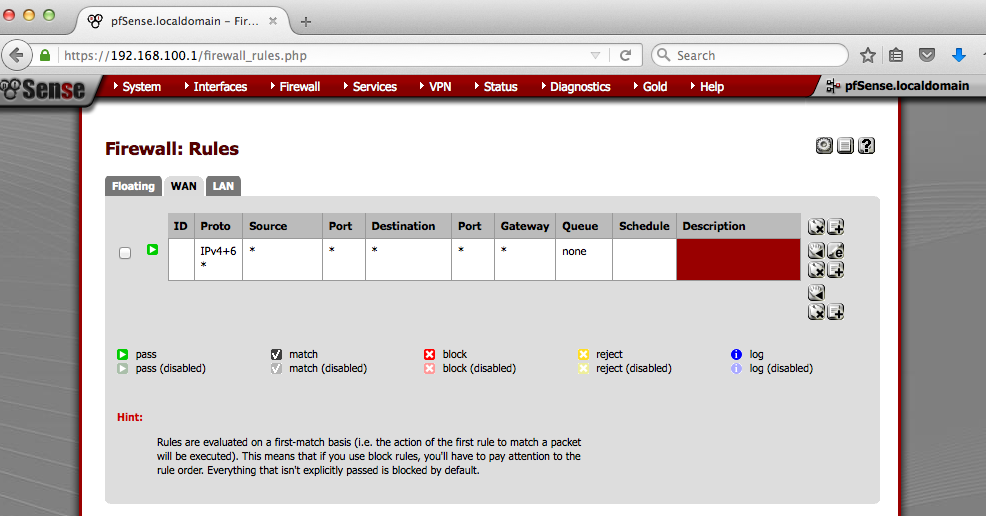 pfSense.localdomain - Fir...
https://192.168.100.1/firewall_rules.php
Search
Sense
System Interfaces Firewall Services VPN Status Diagnostics Gold Help
pfSense.localdomain
Firewall: Rules
Floating WAN LAN
ID Proto Source Port Destination Port Gateway Queue Schedule Description
IPv4+6 * * * * * none
*
pass match block reject log
pass (disabled) match (disabled) block (disabled) reject (disabled) log (disabled)
Hint:
Rules are evaluated on a first-match basis (i.e. the action of the first rule to match a packet
will be executed). This means that if you use block rules, you'll have to pay attention to the
rule order. Everything that isn't explicitly passed is blocked by default.